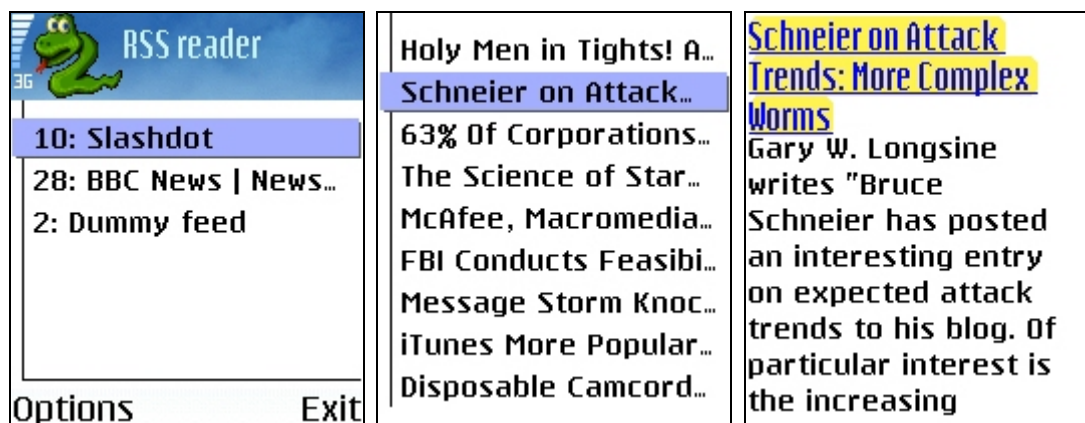 3G
RSS reader
10: Slashdot
28: BBC News | News…
2: Dummy feed
Options
Exit
Holy Men in Tights! A…
Schneier on Attack…
63% Of Corporations…
The Science of Star…
McAfee, Macromedia…
FBI Conducts Feasibi…
Message Storm Knoc…
iTunes More Popular…
Disposable Camcord…
Schneier on Attack
Trends: More Complex
Worms
Gary W. Longsine
writes "Bruce
Schneier has posted
an interesting entry
on expected attack
trends to his blog. Of
particular interest is
the increasing